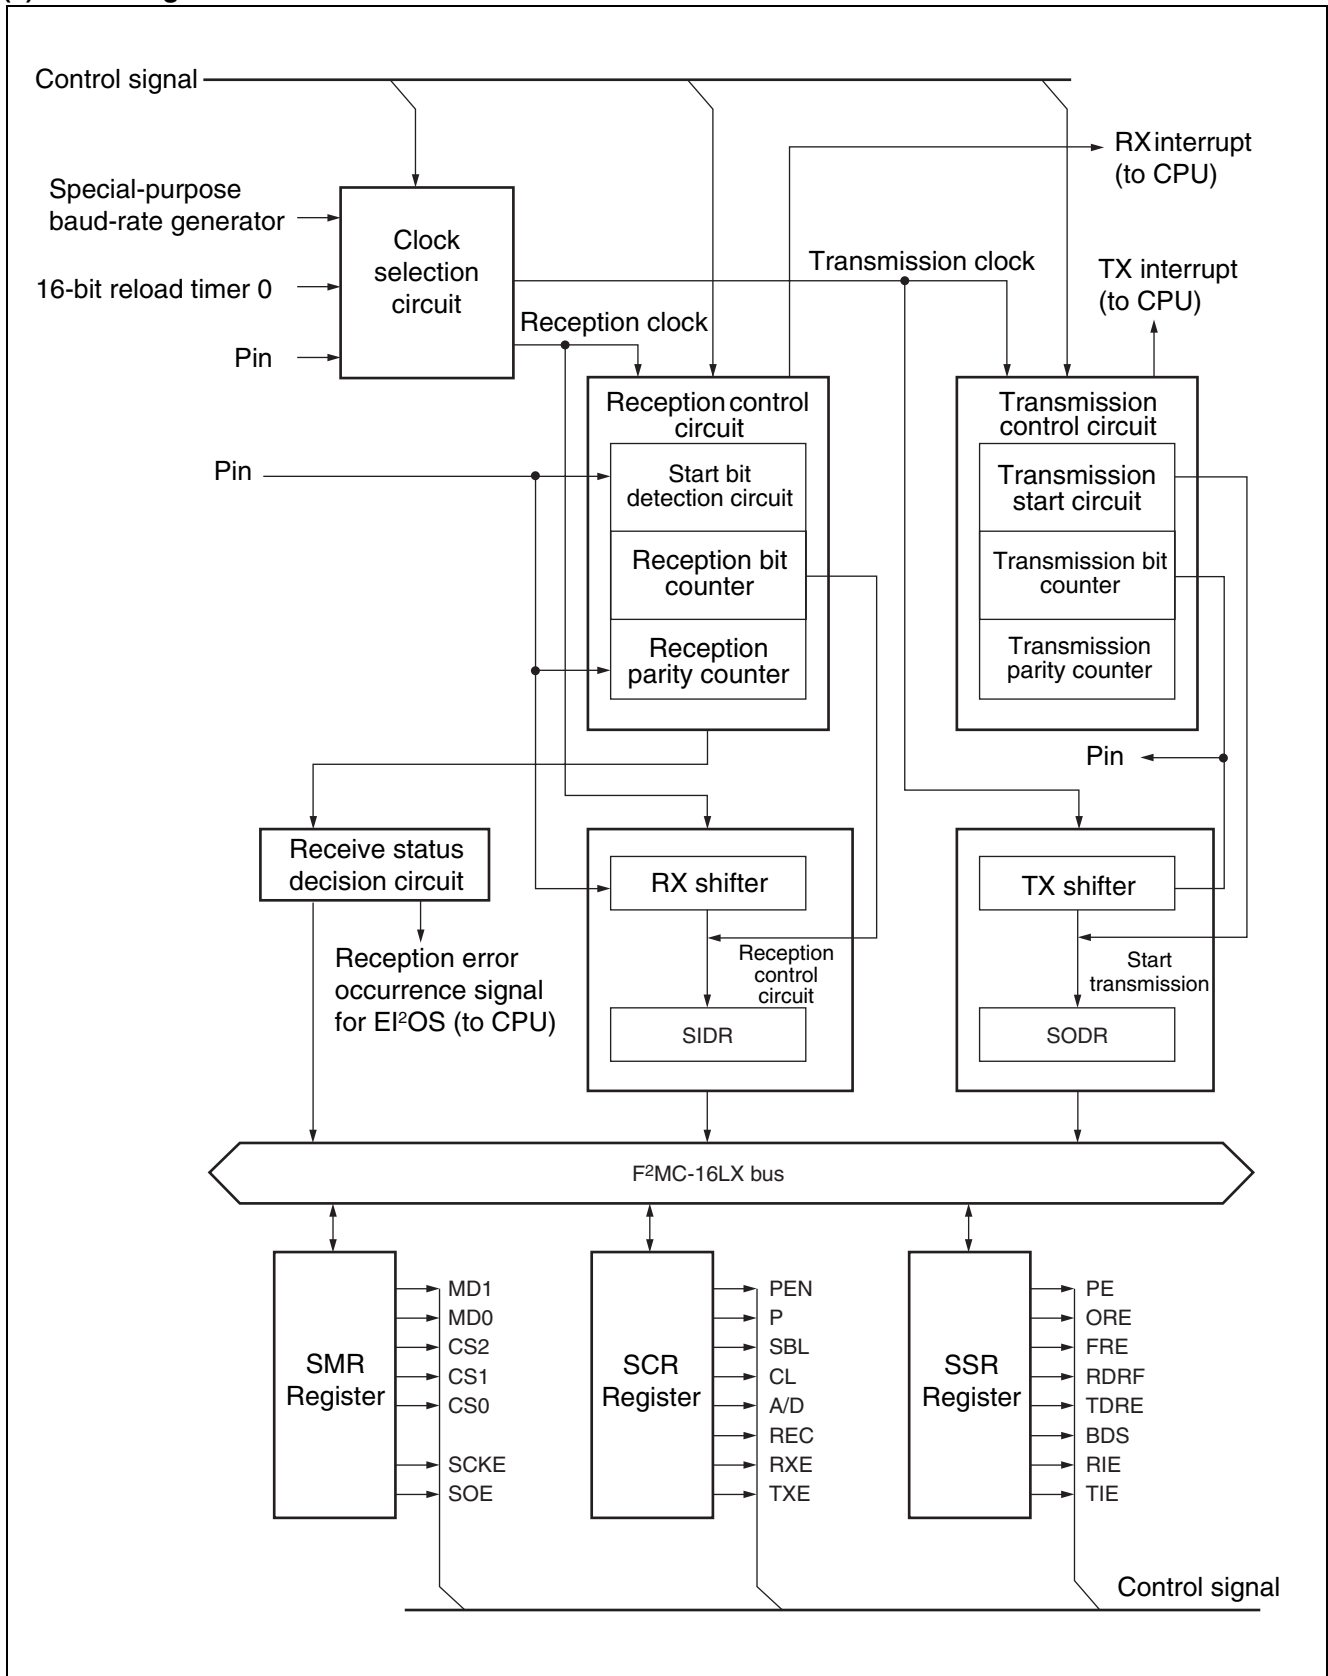 Control signal
RX interrupt
(to CPU)
Special-purpose
baud-rate generator
Clock
selection
circuit
16-bit reload timer 0
Pin
Transmission clock
TX interrupt
(to CPU)
Reception clock
Reception control
circuit
Start bit
detection circuit
Reception bit
counter
Reception
parity counter
Transmission
control circuit
Transmission
start circuit
Transmission bit
counter
Transmission
parity counter
Pin
Pin
Receive status
decision circuit
Reception error
occurrence signal
for EI²OS (to CPU)
RX shifter
Reception
control
circuit
SIDR
TX shifter
Start
transmission
SODR
F²MC-16LX bus
SMR
Register
MD1
MD0
CS2
CS1
CS0
SCKE
SOE
SCR
Register
PEN
P
SBL
CL
A/D
REC
RXE
TXE
SSR
Register
PE
ORE
FRE
RDRF
TDRE
BDS
RIE
TIE
Control signal